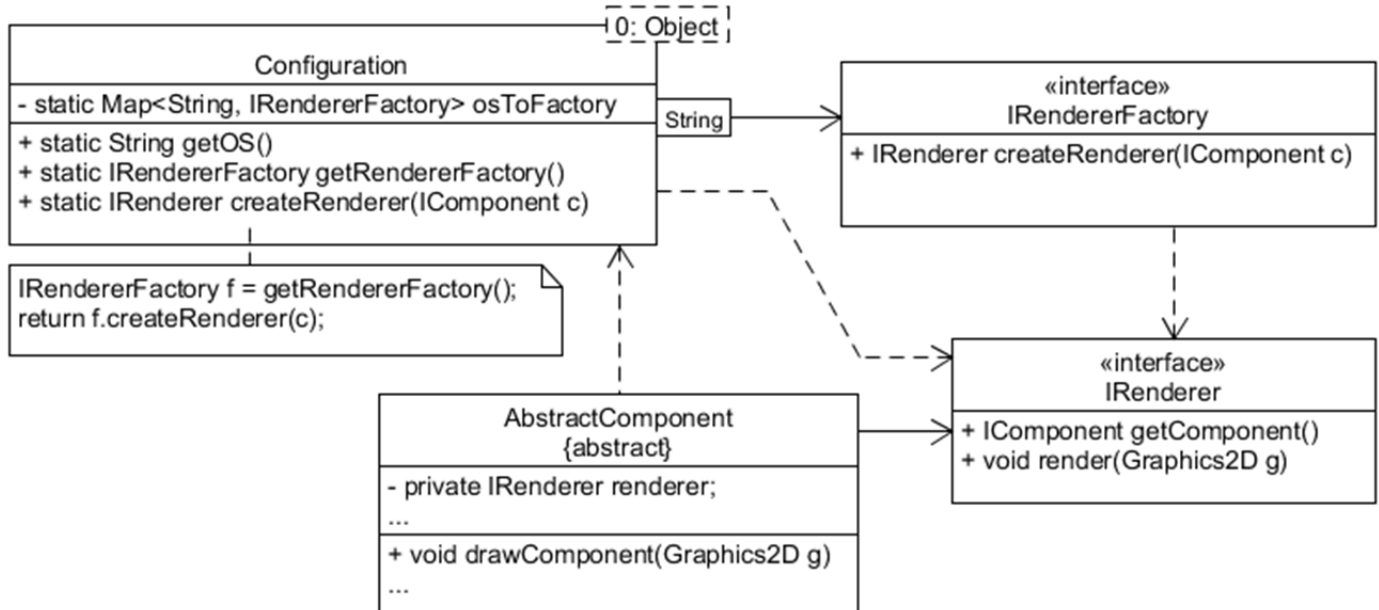 0: Object
Configuration
- static Map<String, IRendererFactory> osToFactory
+ static String getOS()
+ static IRendererFactory getRendererFactory()
+ static IRenderer createRenderer(IComponent c)
String
«interface»
IRendererFactory
+ IRenderer createRenderer(IComponent c)
IRendererFactory f = getRendererFactory();
return f.createRenderer(c);
«interface»
IRenderer
+ IComponent getComponent()
+ void render(Graphics2D g)
AbstractComponent
{abstract}
- private IRenderer renderer;
...
+ void drawComponent(Graphics2D g)
...